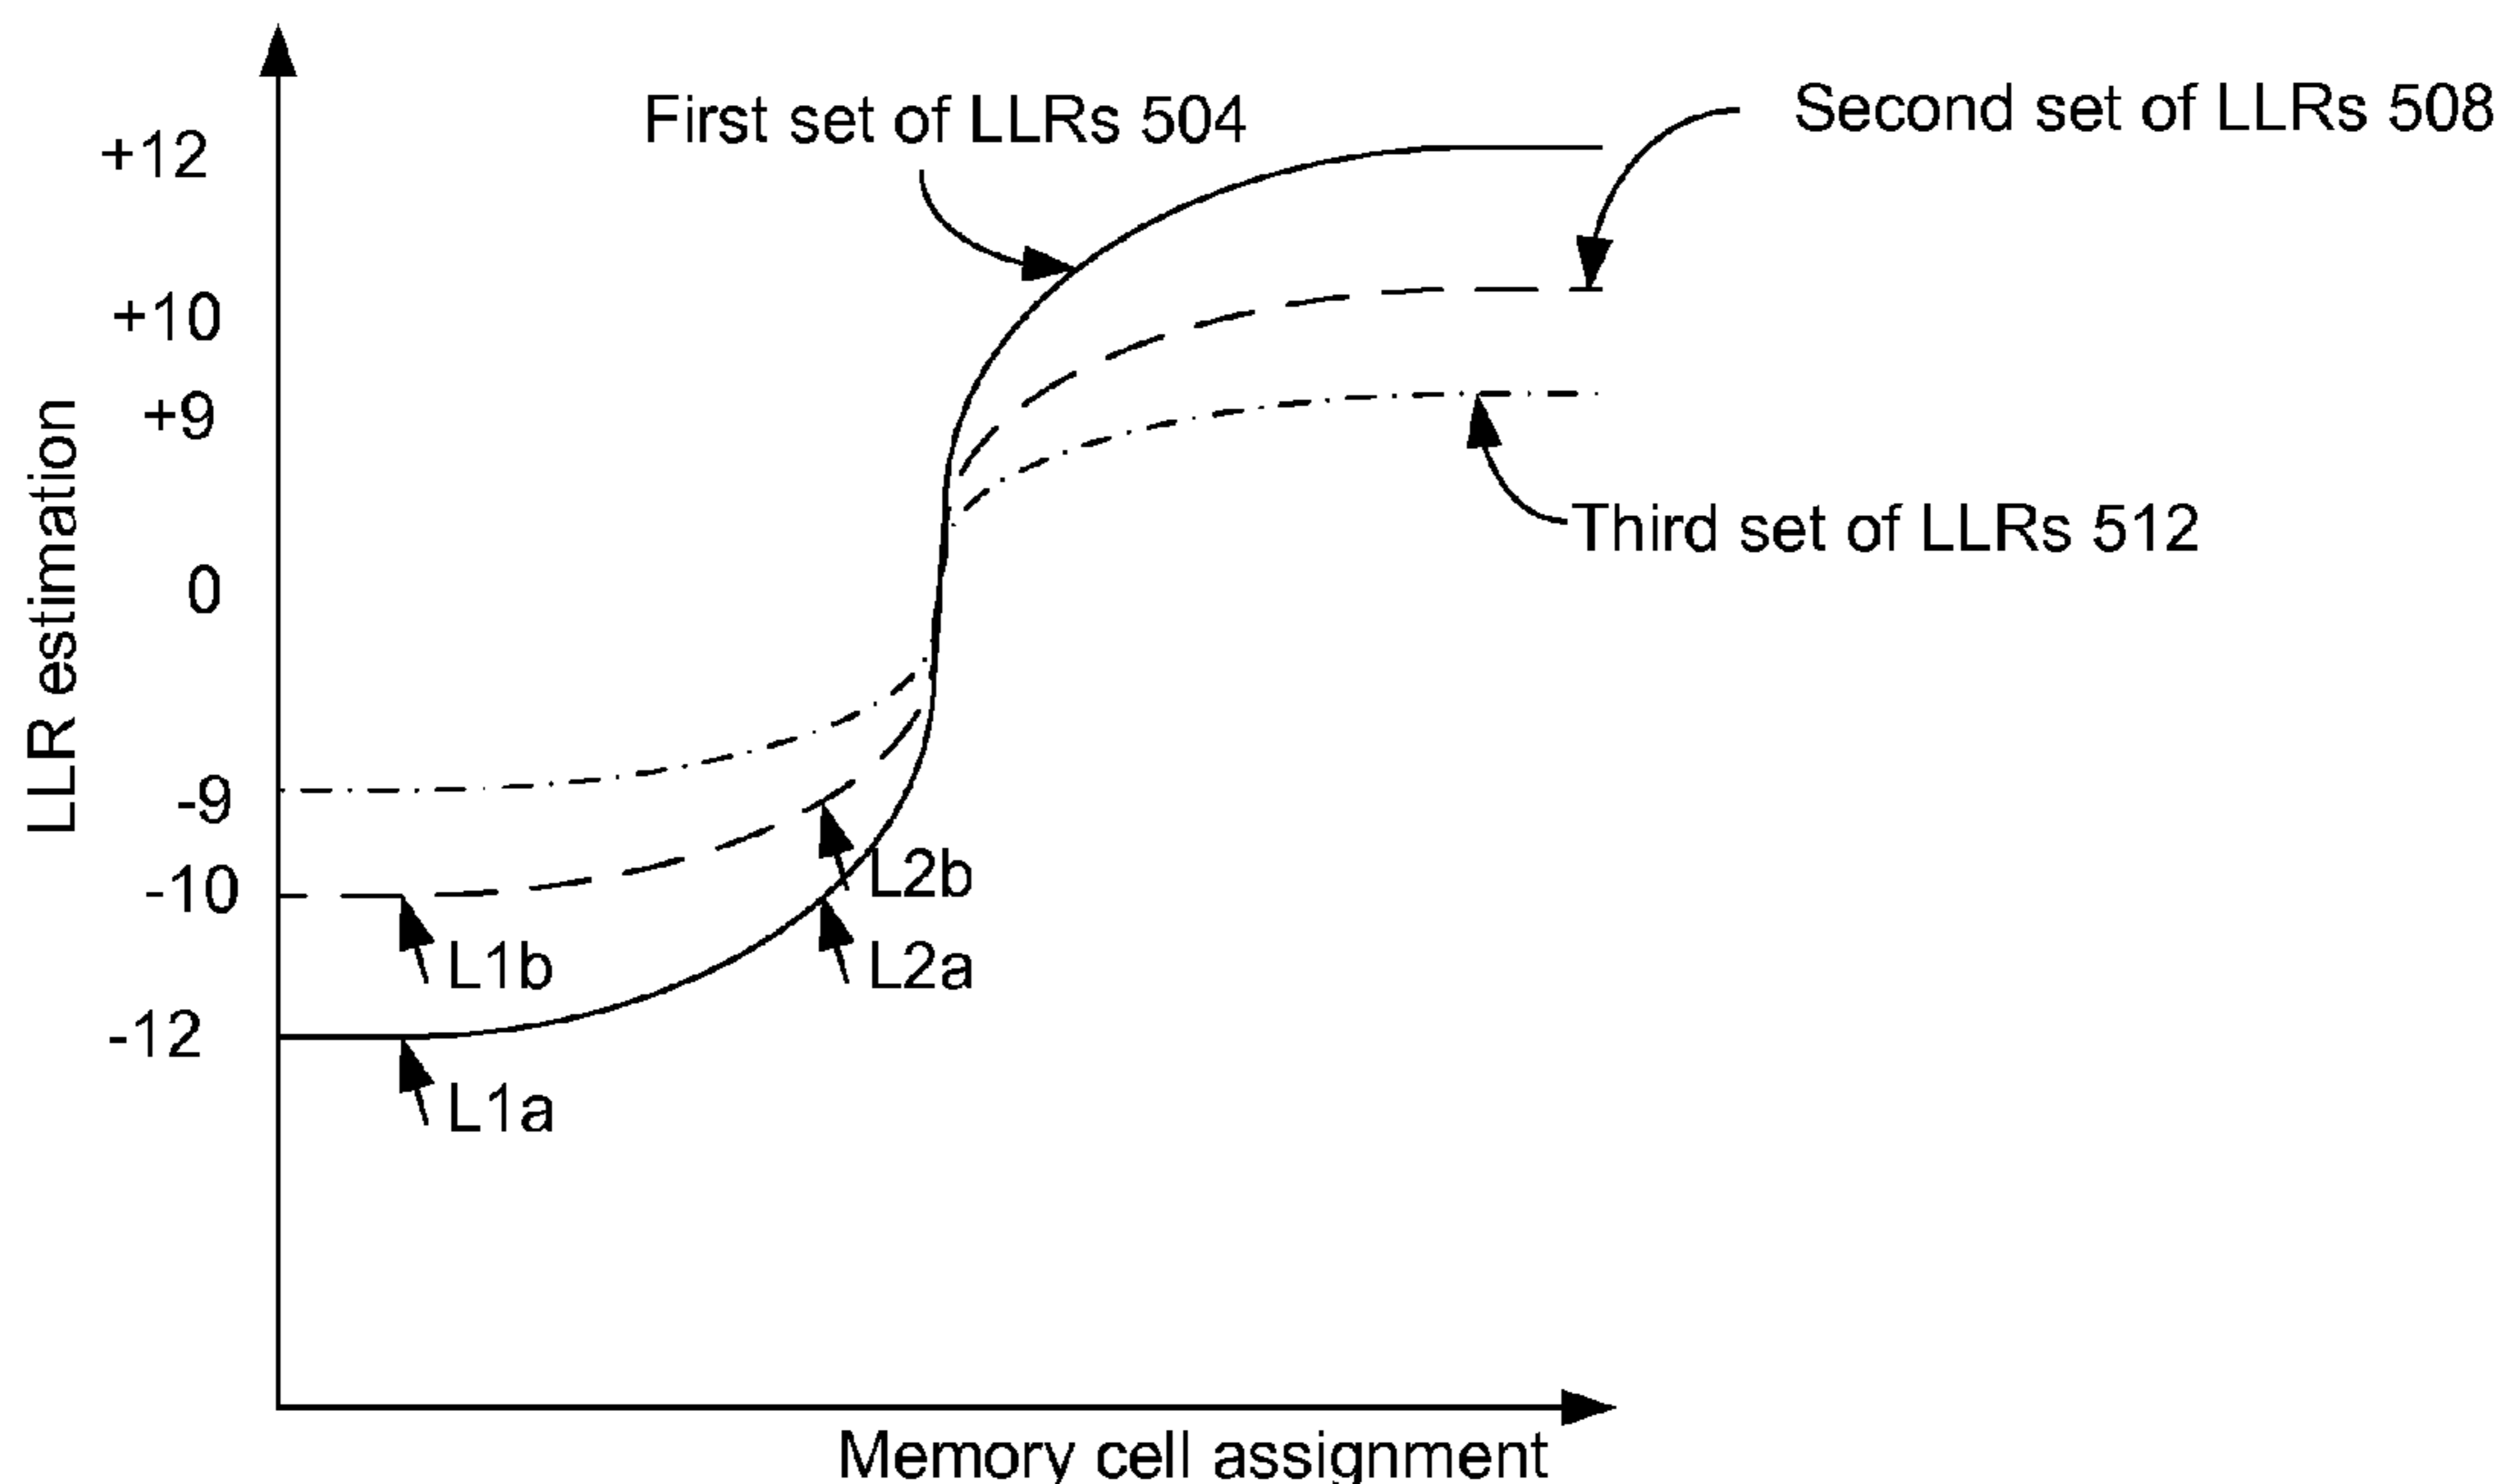 First set of LLRs 504
Second set of LLRs 508
+12
+10
+9
Third set of LLRs 512
0
LLR estimation
-9
-10
L2b
L1b
L2a
-12
L1a
Memory cell assignment